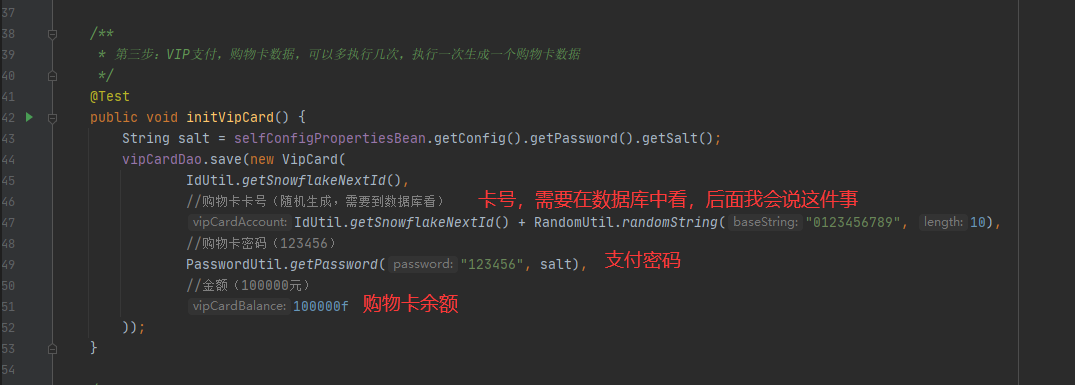 37
38 /**
39 * 第三步：VIP支付，购物卡数据，可以多执行几次，执行一次生成一个购物卡数据
40 */
41 @Test
42 public void initVipCard() {
43 String salt = selfConfigPropertiesBean.getConfig().getPassword().getSalt();
44 vipCardDao.save(new VipCard(
45 IdUtil.getSnowflakeNextId(),
46 //购物卡卡号（随机生成，需要到数据库看） 卡号，需要在数据库中看，后面我会说这件事
47 vipCardAccount: IdUtil.getSnowflakeNextId() + RandomUtil.randomString( baseString: "0123456789", length: 10),
48 //购物卡密码（123456）
49 PasswordUtil.getPassword( password: "123456", salt), 支付密码
50 //金额（100000元）
51 vipCardBalance: 100000f 购物卡余额
52 ));
53 }
54